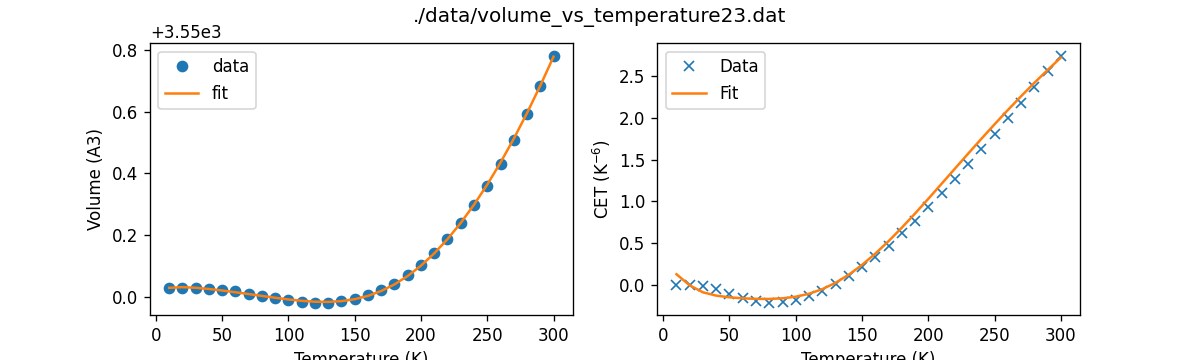 ./data/volume_vs_temperature23.dat
+3.55e3
data
fit
0.8
0.6
0.4
0.2
0.0
Volume (A3)
0 50 100 150 200 250 300
Temperature (K)
Data
Fit
2.5
2.0
1.5
1.0
0.5
0.0
CET (K⁻⁶)
0 50 100 150 200 250 300
Temperature (K)